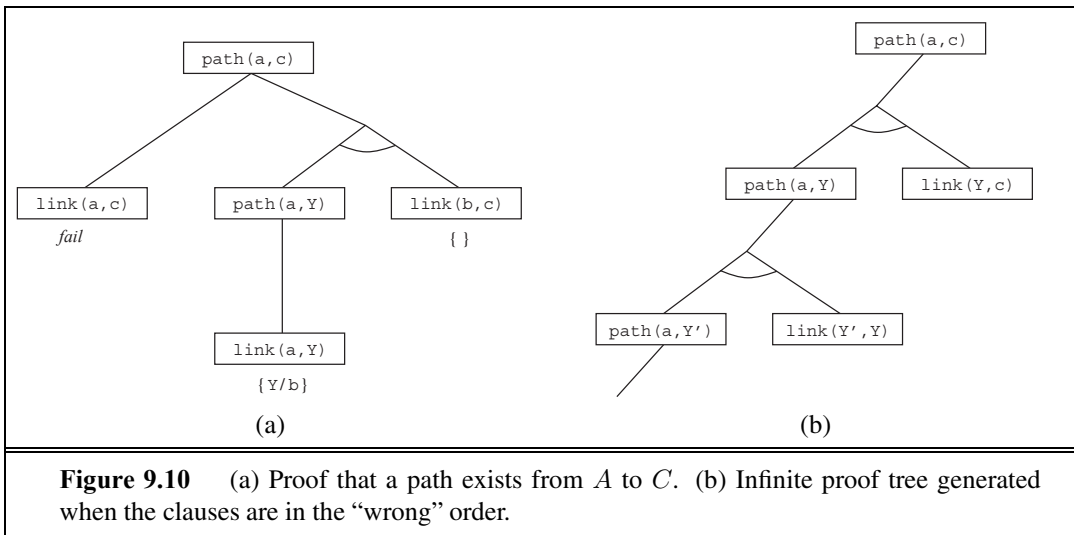 path(a,c)
link(a,c)
fail
path(a,Y)
link(b,c)
{ }
link(a,Y)
{Y/b}
(a)
path(a,c)
path(a,Y)
link(Y,c)
path(a,Y')
link(Y',Y)
(b)
Figure 9.10 (a) Proof that a path exists from A to C. (b) Infinite proof tree generated
when the clauses are in the “wrong” order.